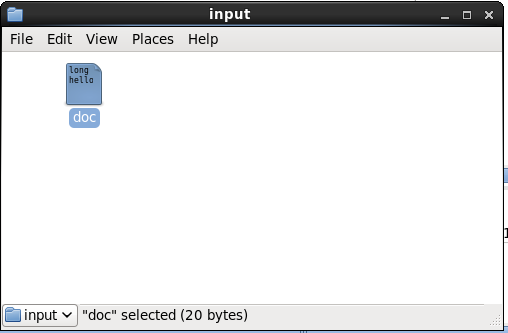 input
File Edit View Places Help
long
hello
doc
input "doc" selected (20 bytes)